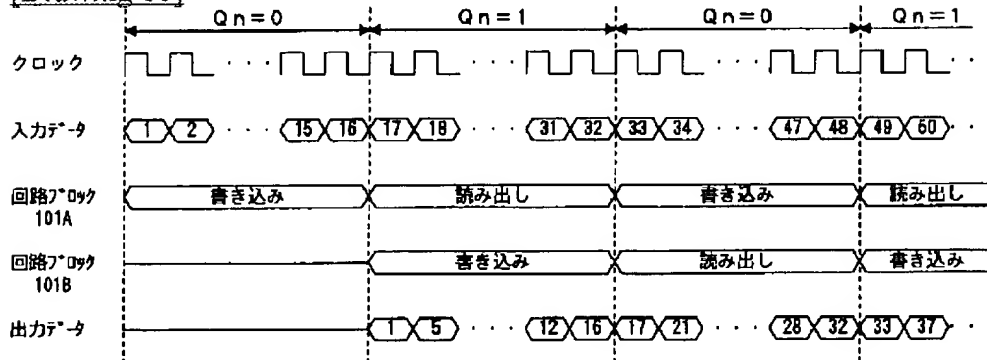 Qn=0 Qn=1 Qn=0 Qn=1
クロック ・・・ ・・・ ・・・ ・・
入力データ 1 2 ・・・ 15 16 17 18 ・・・ 31 32 33 34 ・・・ 47 48 49 50 ・・
回路ブロック 書き込み 読み出し 書き込み 読み出し
101A
回路ブロック 書き込み 読み出し 書き込み
101B
出力データ 1 5 ・・・ 12 16 17 21 ・・・ 28 32 33 37 ・・